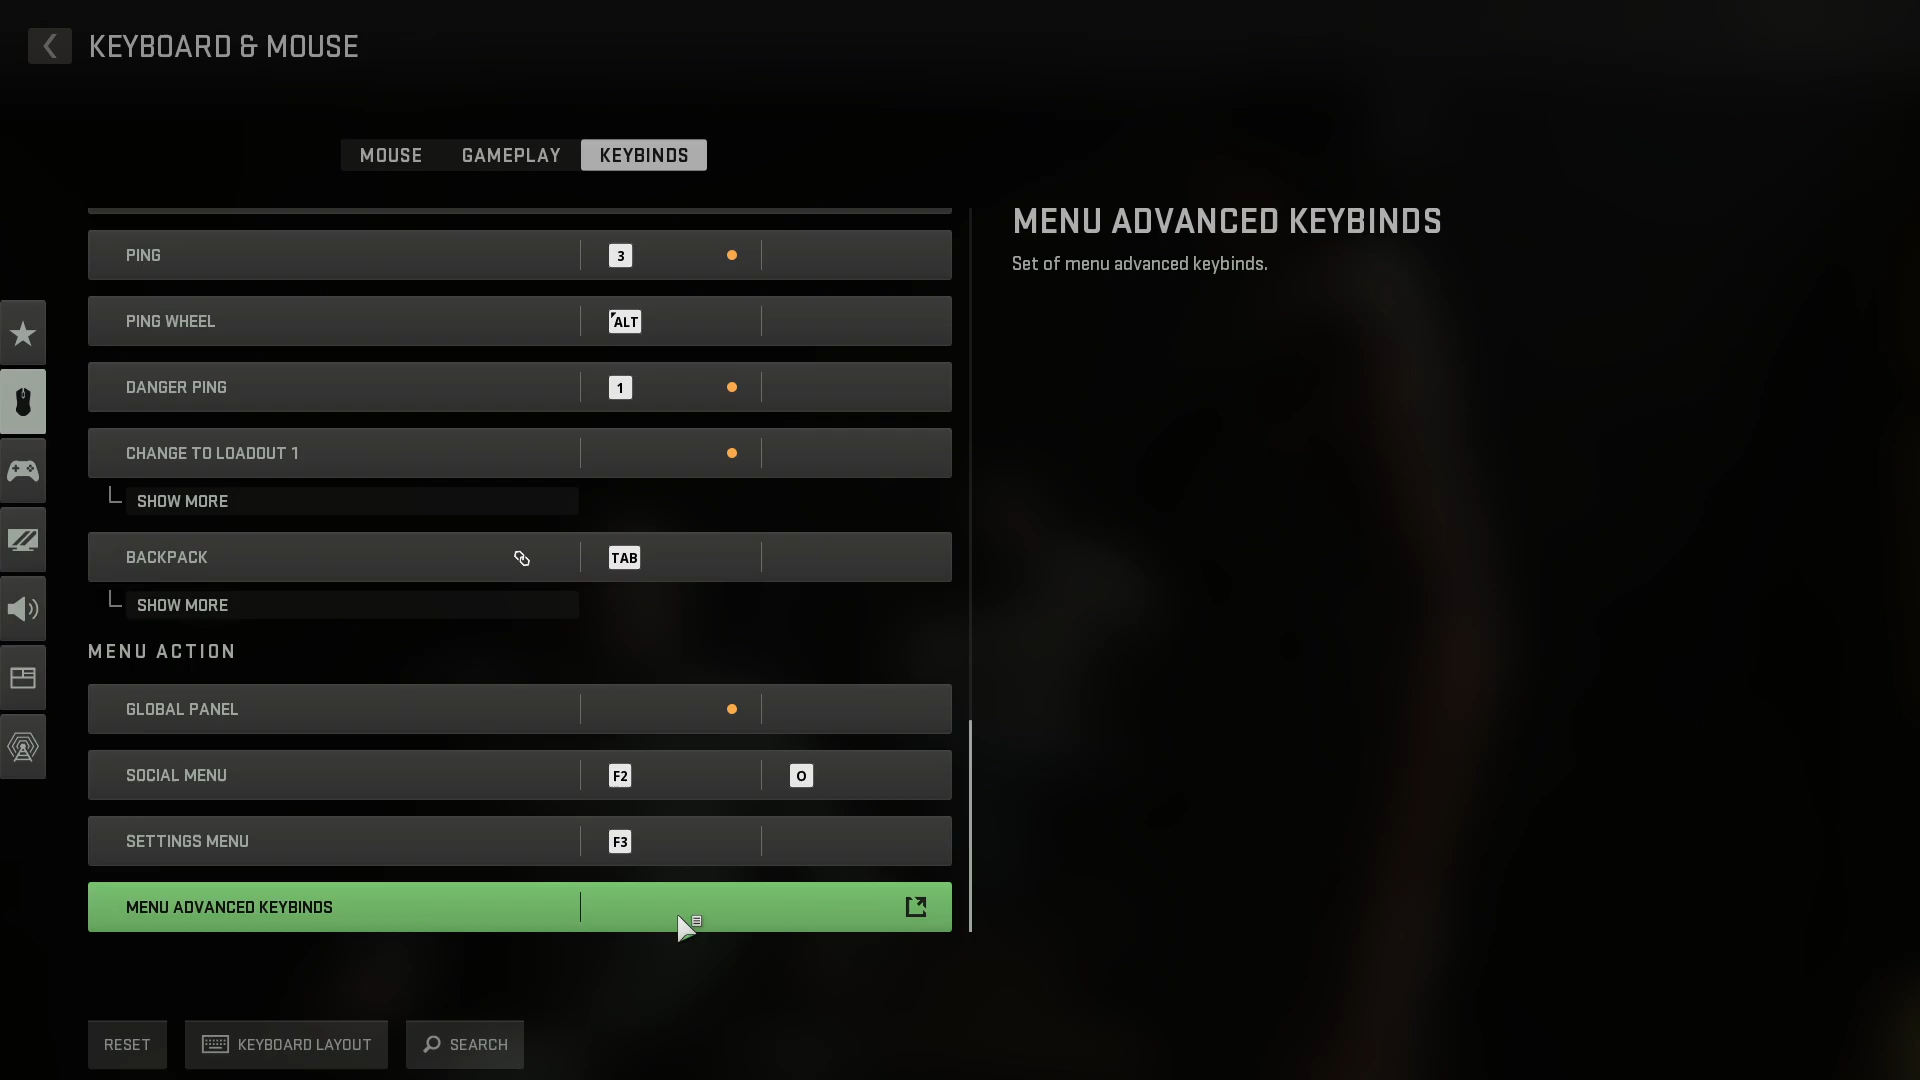 KEYBOARD & MOUSE
MOUSE GAMEPLAY KEYBINDS
PING 3
PING WHEEL ALT
DANGER PING 1
CHANGE TO LOADOUT 1
SHOW MORE
BACKPACK TAB
SHOW MORE
MENU ACTION
GLOBAL PANEL
SOCIAL MENU F2 O
SETTINGS MENU F3
MENU ADVANCED KEYBINDS
RESET KEYBOARD LAYOUT SEARCH
MENU ADVANCED KEYBINDS
Set of menu advanced keybinds.